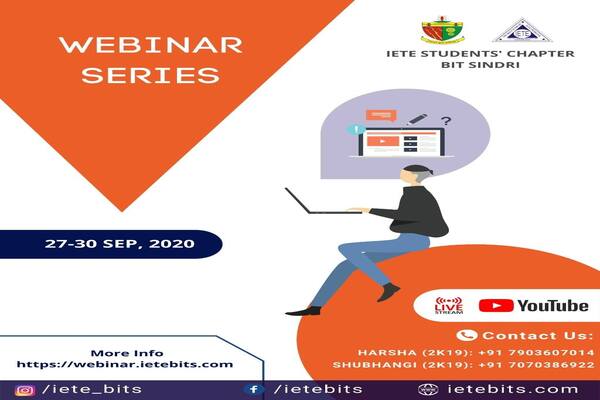 WEBINAR
SERIES
IETE
IETE STUDENTS' CHAPTER
BIT SINDRI
?
!
27-30 SEP, 2020
LIVE
STREAM
YouTube
Contact Us:
HARSHA (2K19): +91 7903607014
SHUBHANGI (2K19): +91 7070386922
More Info
https://webinar.ietebits.com
/iete_bits
/ietebits
ietebits.com